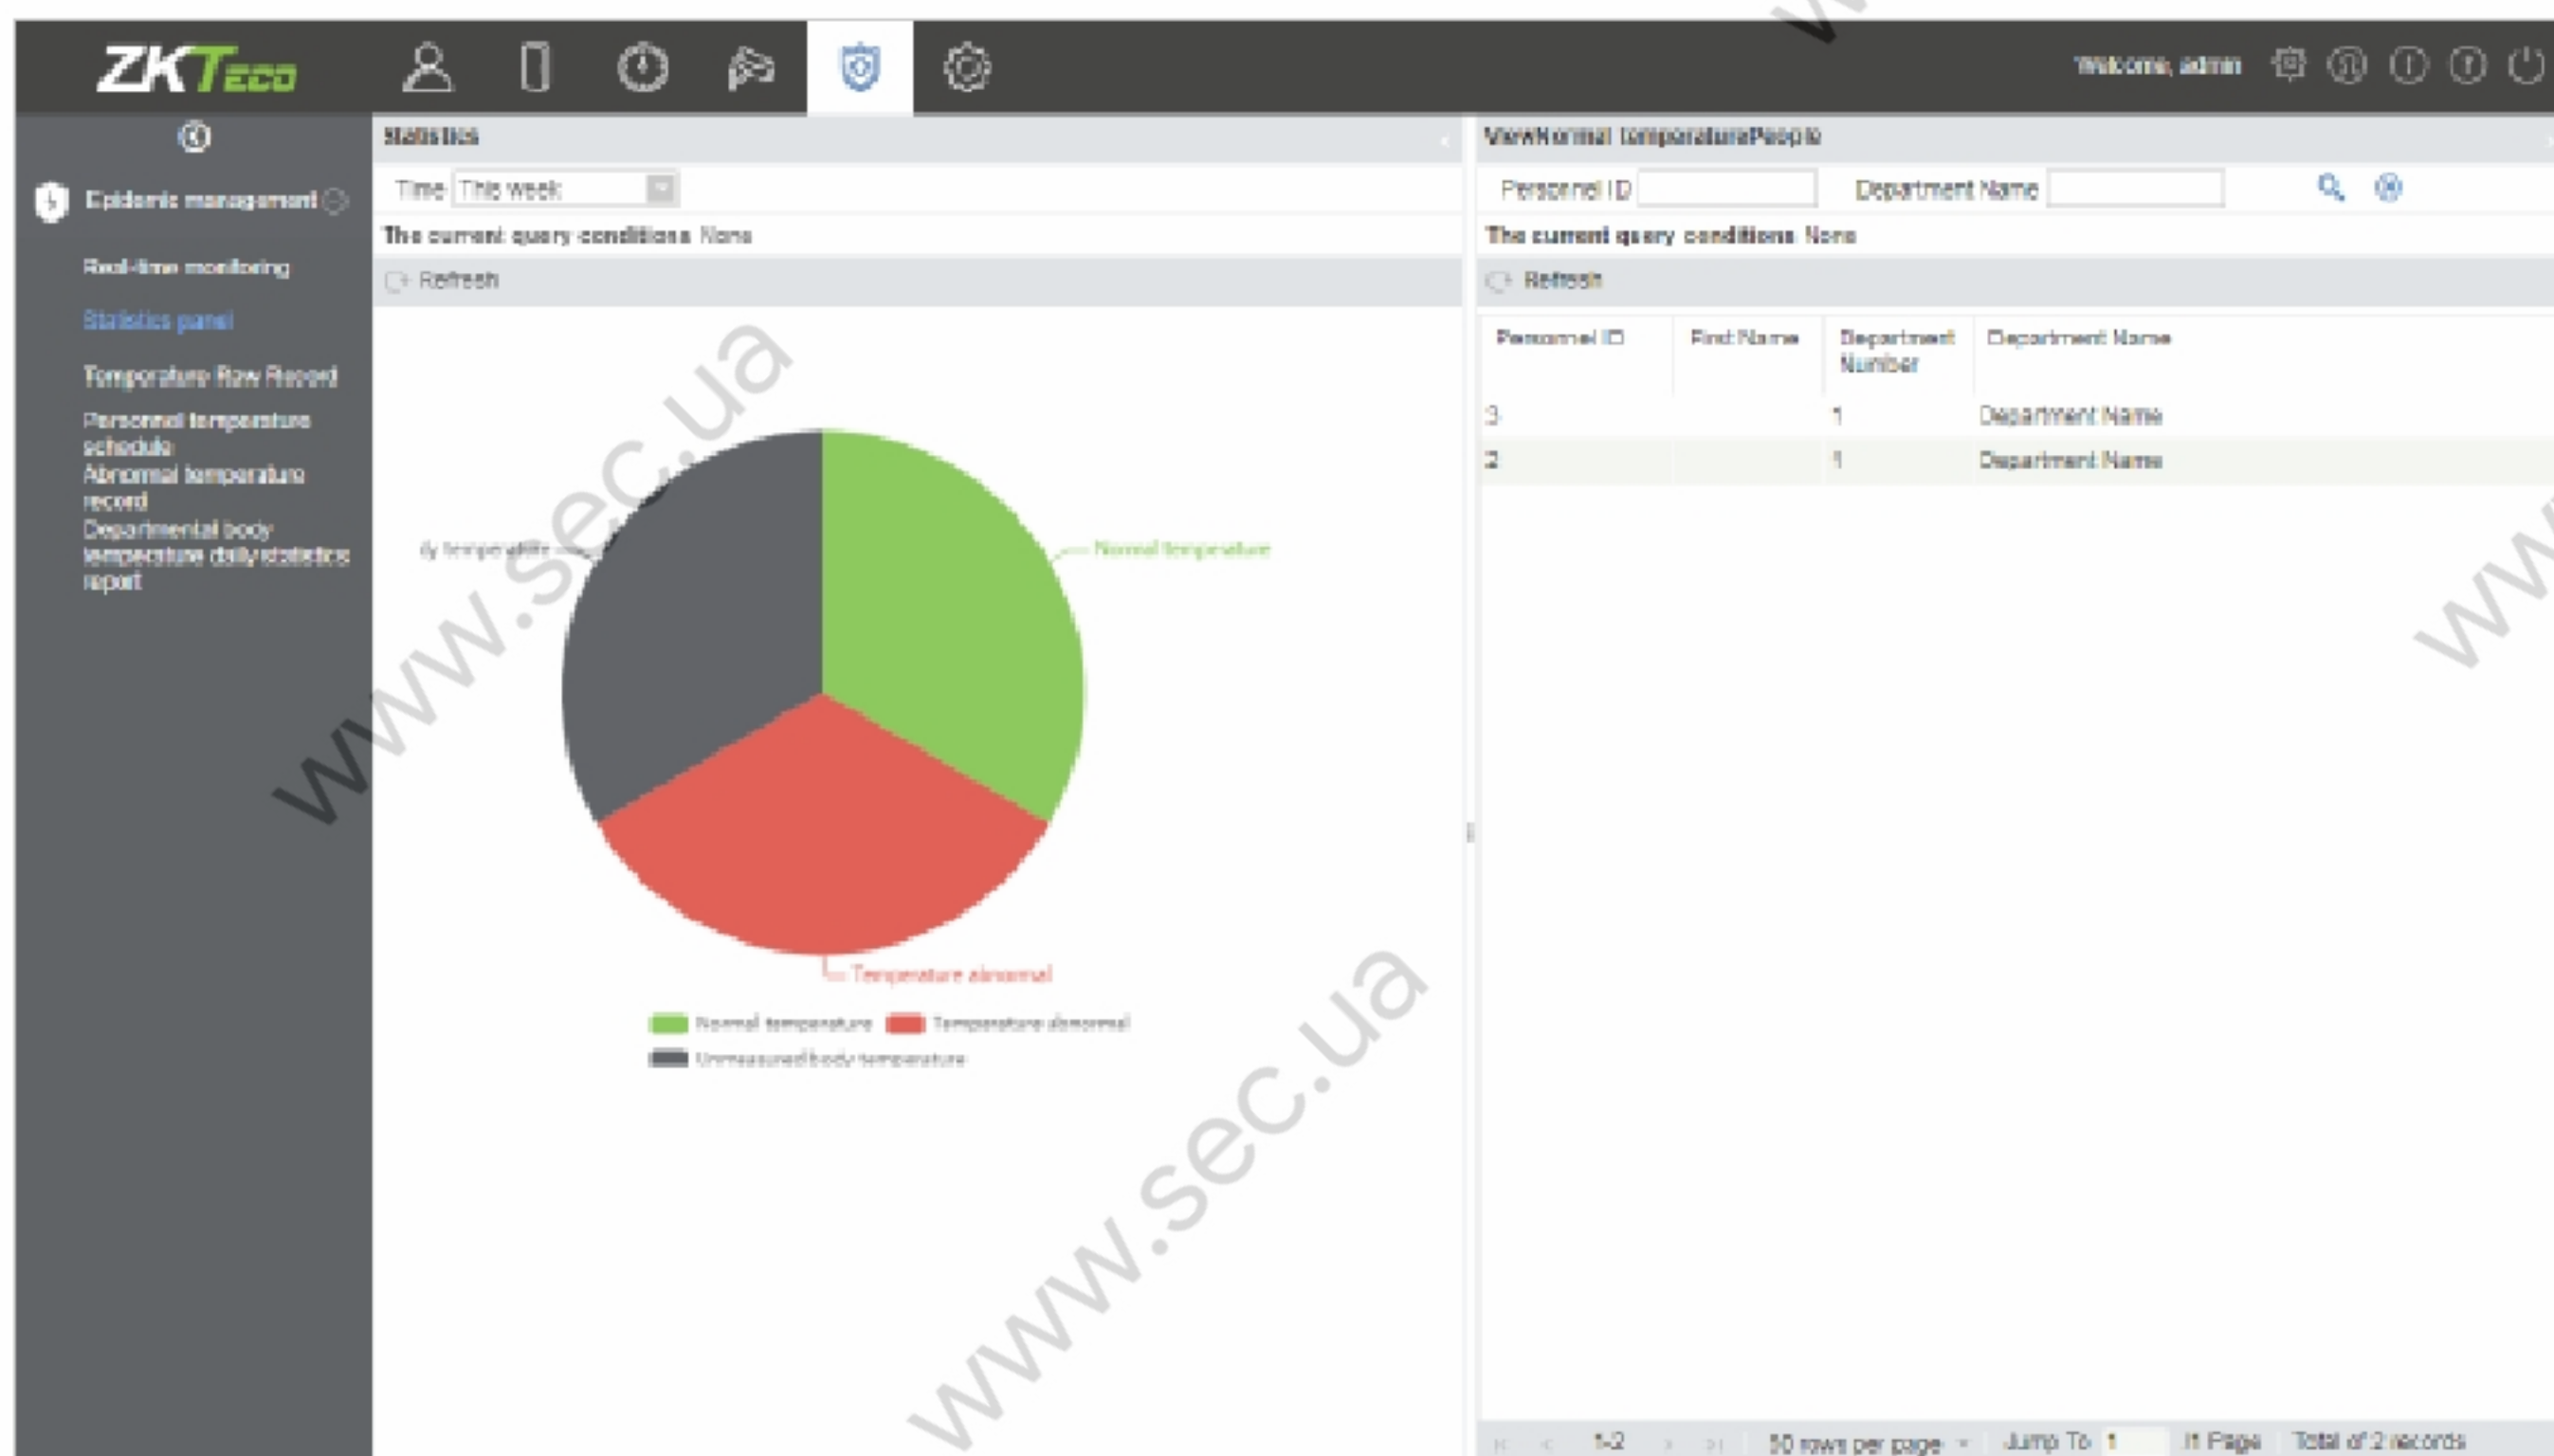 ZKTECO
Welcome, admin
Epidemic management
Real-time monitoring
Statistics panel
Temperature Raw Record
Personnel temperature
schedule
Abnormal temperature
record
Departmental body
temperature daily statistics
report
Statistics
Time This week
The current query conditions None
Refresh
dy temperature
Normal temperature
Temperature abnormal
Normal temperature Temperature abnormal
Unmeasured body temperature
ViewNormal temperaturePeople
Personnel ID Department Name
The current query conditions None
Refresh
Personnel ID First Name Department Department Name
Number
3 1 Department Name
2 1 Department Name
1-2 50 rows per page Jump To 1 /1 Page Total of 2 records
www.sec.ua
www.sec.ua